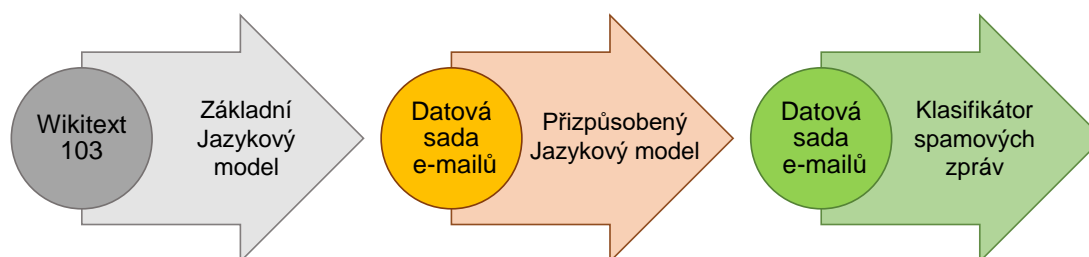 Wikitext
103
Základní
Jazykový
model
Datová
sada
e-mailů
Přizpůsobený
Jazykový model
Datová
sada
e-mailů
Klasifikátor
spamových
zpráv